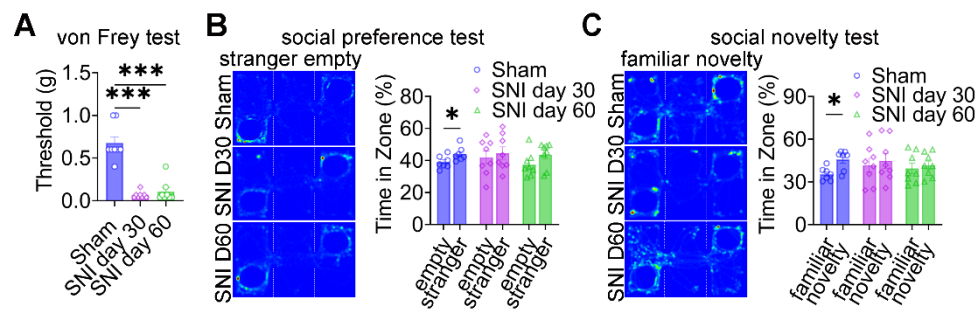 A von Frey test
Threshold (g)
1.5
1.0
0.5
0.0
***
***
Sham
SNI day 30
SNI day 60
B social preference test
stranger empty
Sham
SNI D30
SNI D60
Time in Zone (%)
80
60
40
20
0
*
Sham
SNI day 30
SNI day 60
empty
stranger
empty
stranger
empty
stranger
C social novelty test
familiar novelty
Sham
SNI D30
SNI D60
Time in Zone (%)
90
60
30
0
*
Sham
SNI day 30
SNI day 60
familiar
novelty
familiar
novelty
familiar
novelty